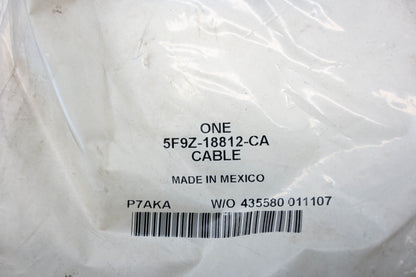 ONE
5F9Z-18812-CA
CABLE
MADE IN MEXICO
P7AKA W/O 435580 011107